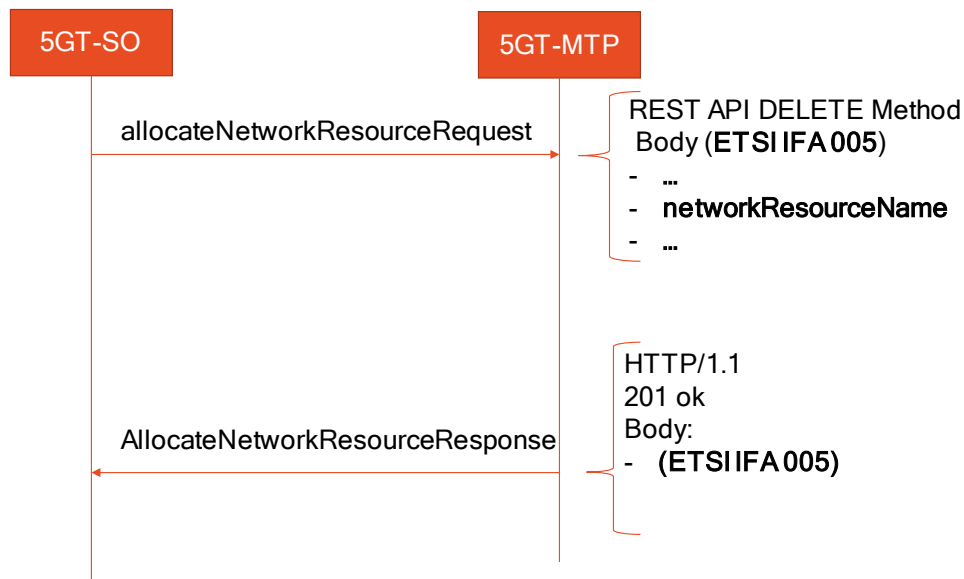 5GT-SO
5GT-MTP
allocateNetworkResourceRequest
REST API DELETE Method
Body (ETSI IFA 005)
- ...
- networkResourceName
- ...
HTTP/1.1
201 ok
Body:
- (ETSI IFA 005)
AllocateNetworkResourceResponse